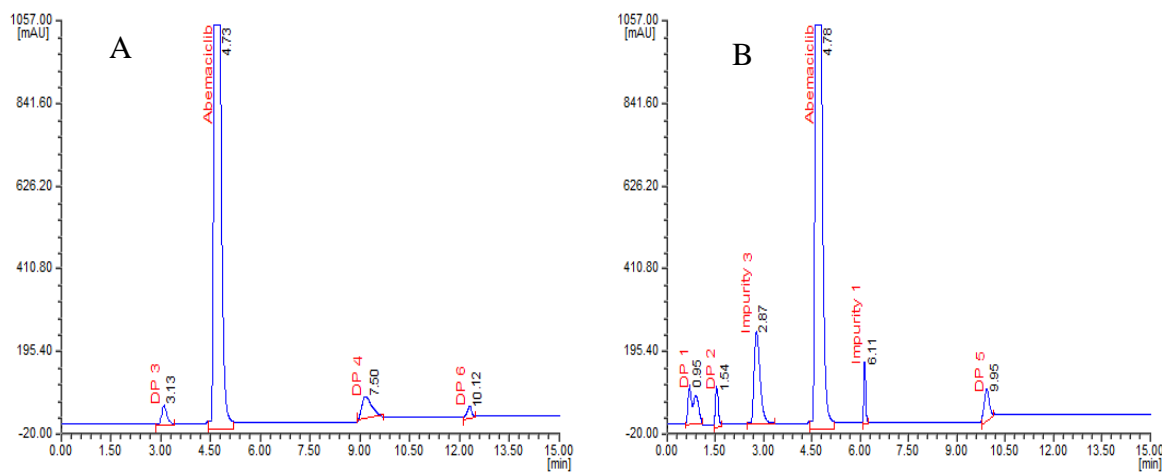 A
1057.00
[mAU]
841.60
626.20
410.80
195.40
-20.00
0.00
1.50
3.00
4.50
6.00
7.50
9.00
10.50
12.00
13.50
15.00
[min]
DP 3
3.13
Abemaciclib
4.73
DP 4
7.50
DP 6
10.12
B
1057.00
[mAU]
841.60
626.20
410.80
195.40
-20.00
0.00
1.50
3.00
4.50
6.00
7.50
9.00
10.50
12.00
13.50
15.00
[min]
DP 1
0.95
DP 2
1.54
Impurity 3
2.87
Abemaciclib
4.78
Impurity 1
6.11
DP 5
9.95